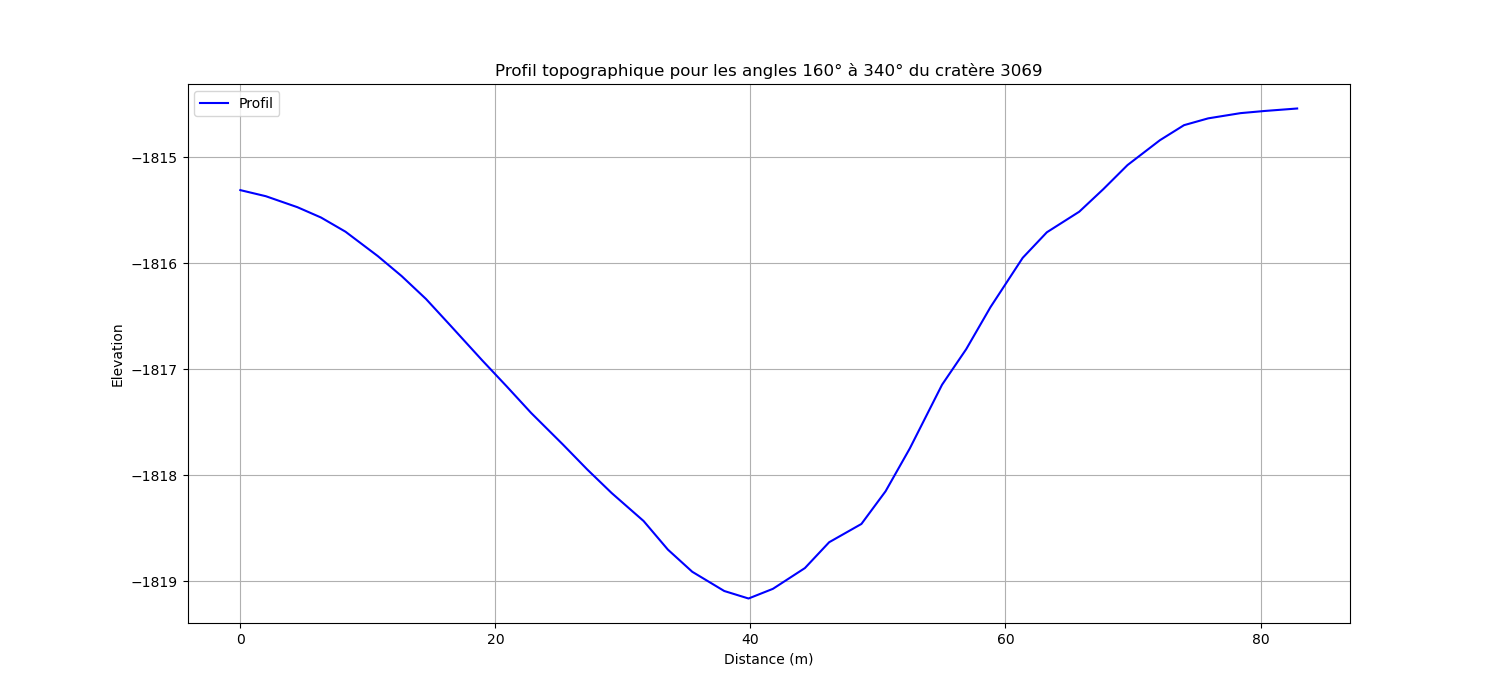 Profil topographique pour les angles 160° à 340° du cratère 3069
Profil
−1815
−1816
−1817
−1818
−1819
Elevation
0 20 40 60 80
Distance (m)